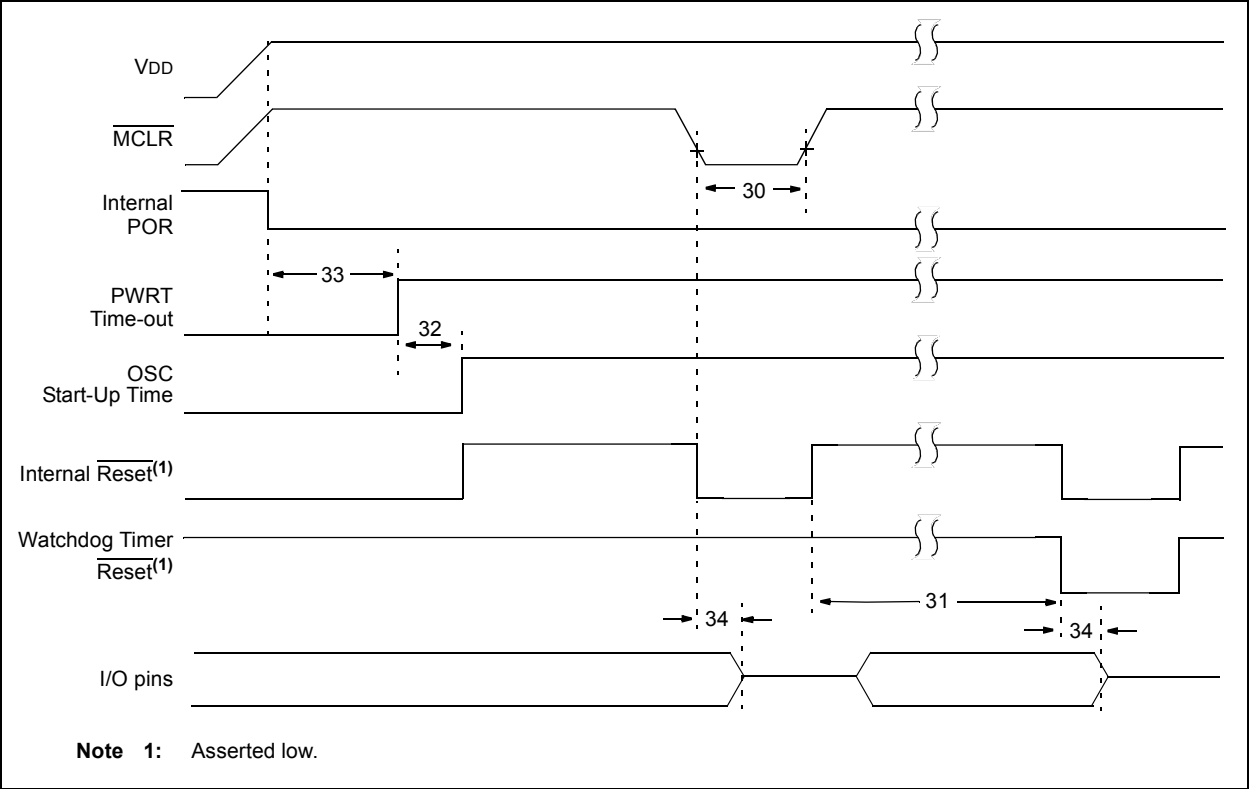 VDD
MCLR
30
Internal
POR
33
PWRT
Time-out
32
OSC
Start-Up Time
Internal Reset(1)
Watchdog Timer
Reset(1)
31
34
34
I/O pins
Note 1: Asserted low.